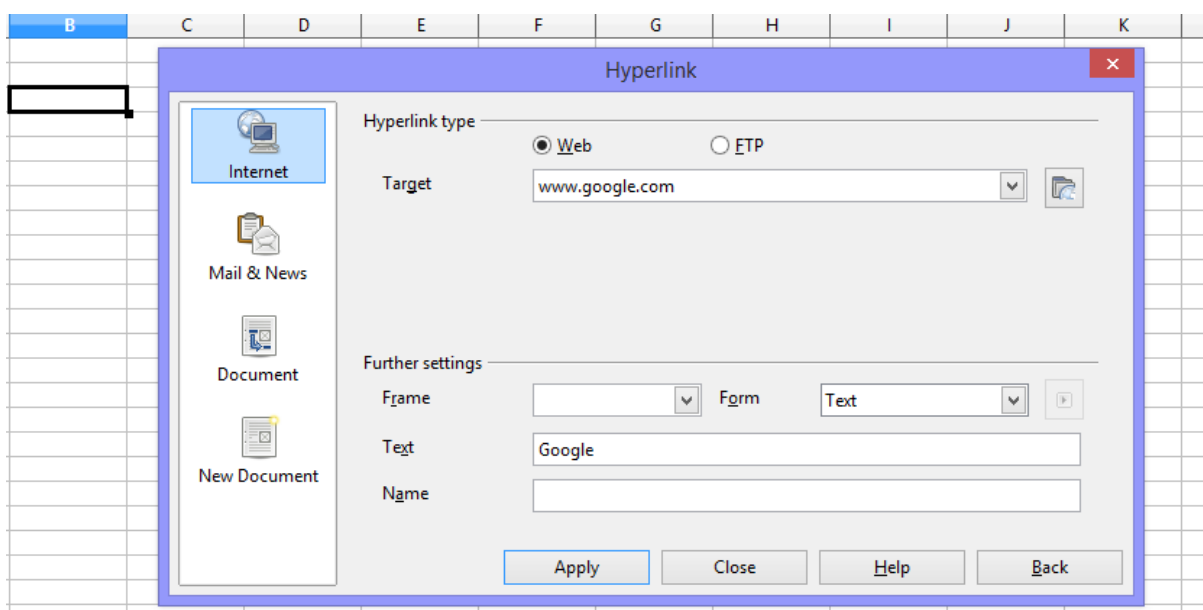 B C D E F G H I J K
Hyperlink
Internet
Mail & News
Document
New Document
Hyperlink type
Web FTP
Target www.google.com
Further settings
Frame Form Text
Text Google
Name
Apply Close Help Back